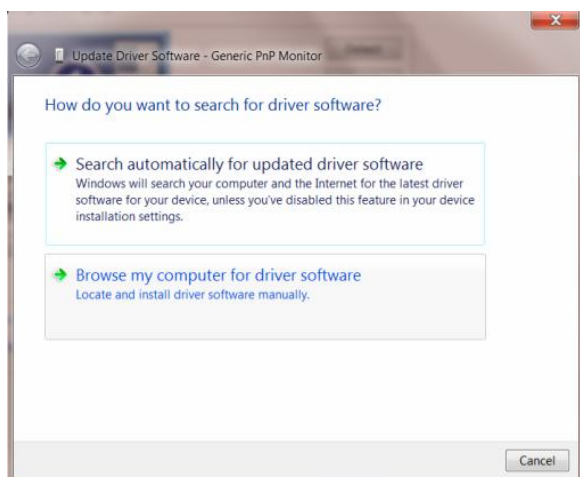 Update Driver Software - Generic PnP Monitor
How do you want to search for driver software?
Search automatically for updated driver software
Windows will search your computer and the Internet for the latest driver
software for your device, unless you've disabled this feature in your device
installation settings.
Browse my computer for driver software
Locate and install driver software manually.
Cancel